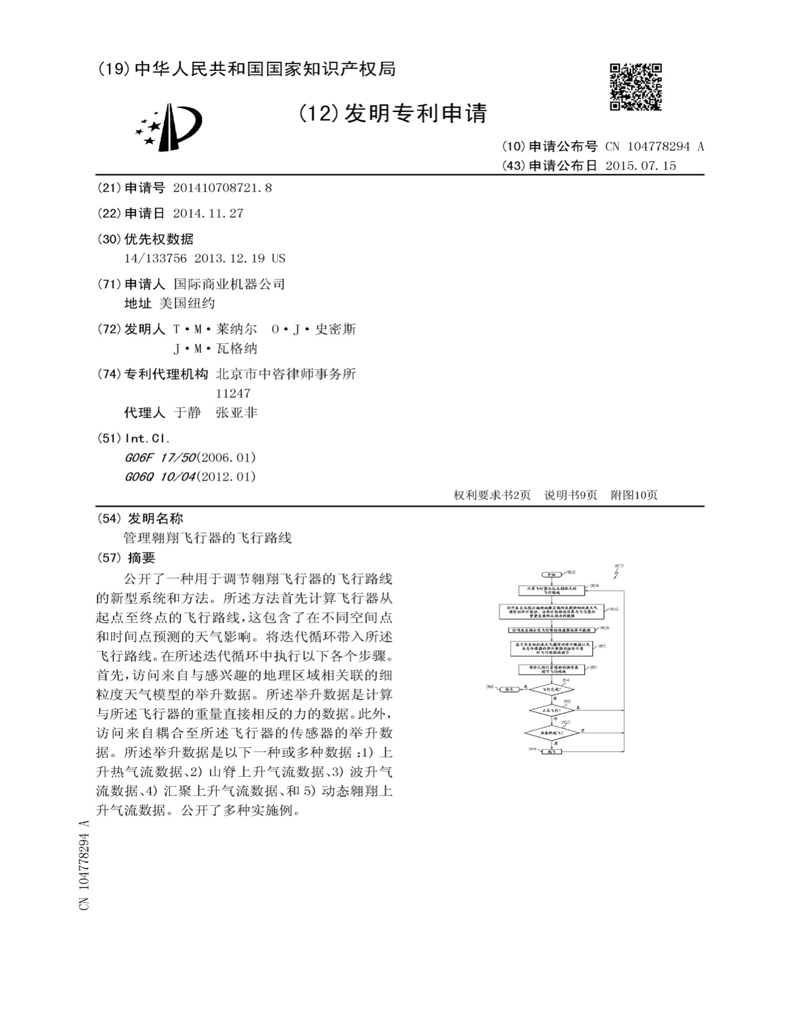 (19)中华人民共和国国家知识产权局
(12)发明专利申请
(10)申请公布号 CN 104778294 A
(43)申请公布日 2015.07.15
(21)申请号 201410708721.8
(22)申请日 2014.11.27
(30)优先权数据
14/133756 2013.12.19 US
(71)申请人 国际商业机器公司
地址 美国纽约
(72)发明人 T·M·莱纳尔 O·J·史密斯
J·M·瓦格纳
(74)专利代理机构 北京市中咨律师事务所
11247
代理人 于静 张亚非
(51)Int.Cl.
G06F 17/50(2006.01)
G06Q 10/04(2012.01)
权利要求书2页 说明书9页 附图10页
(54)发明名称
管理翱翔飞行器的飞行路线
(57)摘要
公开了一种用于调节翱翔飞行器的飞行路线
的新型系统和方法。所述方法首先计算飞行器从
起点至终点的飞行路线,这包含了在不同空间点
和时间点预测的天气影响。将迭代循环带入所述
飞行路线。在所述迭代循环中执行以下各个步骤。
首先,访问来自与感兴趣的地理区域相关联的细
粒度天气模型的举升数据。所述举升数据是计算
与所述飞行器的重量直接相反的力的数据。此外,
访问来自耦合至所述飞行器的传感器的举升数
据。所述举升数据是以下一种或多种数据:1)上
升热气流数据、2)山脊上升气流数据、3)波升气
流数据、4)汇聚上升气流数据、和5)动态翱翔上
升气流数据。公开了多种实施例。
CN 104778294 A